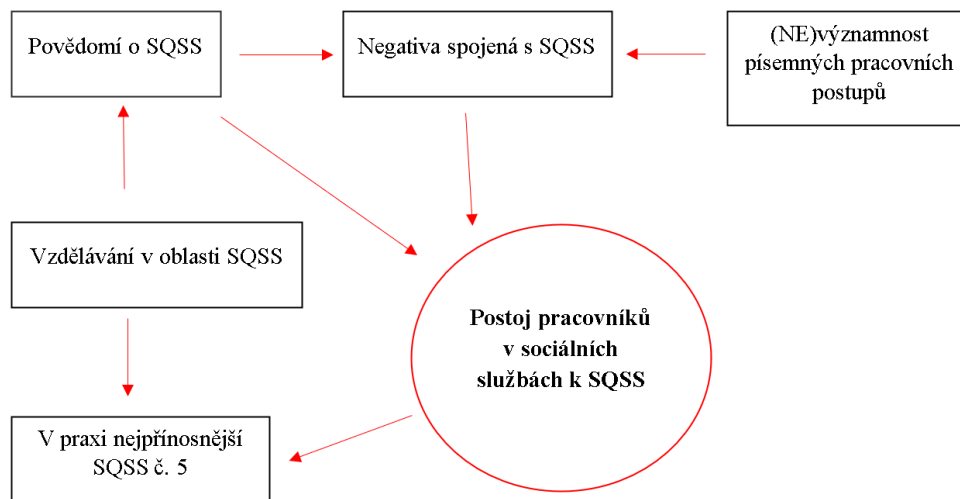 Povědomí o SQSS
Negativa spojená s SQSS
(NE)významnost
písemných pracovních
postupů
Vzdělávání v oblasti SQSS
Postoj pracovníků
v sociálních
službách k SQSS
V praxi nejpřínosnější
SQSS č. 5